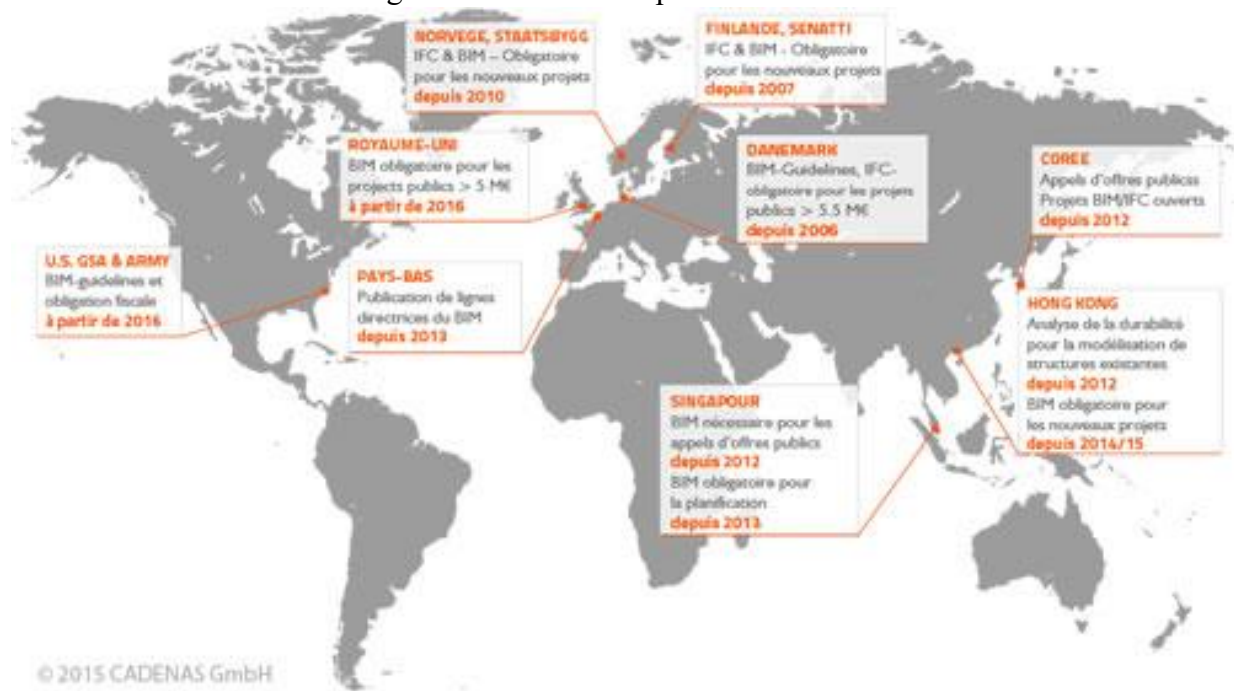 NORVEGE, STAATSBYGG
IFC & BIM – Obligatoire
pour les nouveaux projets
depuis 2010
FINLANDE, SENATTI
IFC & BIM - Obligatoire
pour les nouveaux projets
depuis 2007
ROYAUME-UNI
BIM obligatoire pour les
projects publics > 5 M€
à partir de 2016
DANEMARK
BIM-Guidelines, IFC-
obligatoire pour les projets
publics > 5.5 M€
depuis 2006
COREE
Appels d'offres publicss
Projets BIM/IFC ouverts
depuis 2012
U.S. GSA & ARMY
BIM-guidelines et
obligation fiscale
à partir de 2016
PAYS-BAS
Publication de lignes
directrices du BIM
depuis 2013
HONG KONG
Analyse de la durabilité
pour la modélisation de
structures existantes
depuis 2012
BIM obligatoire pour
les nouveaux projets
depuis 2014/15
SINGAPOUR
BIM nécessaire pour les
appels d'offres publics
depuis 2012
BIM obligatoire pour
la planification
depuis 2013
© 2015 CADENAS GmbH